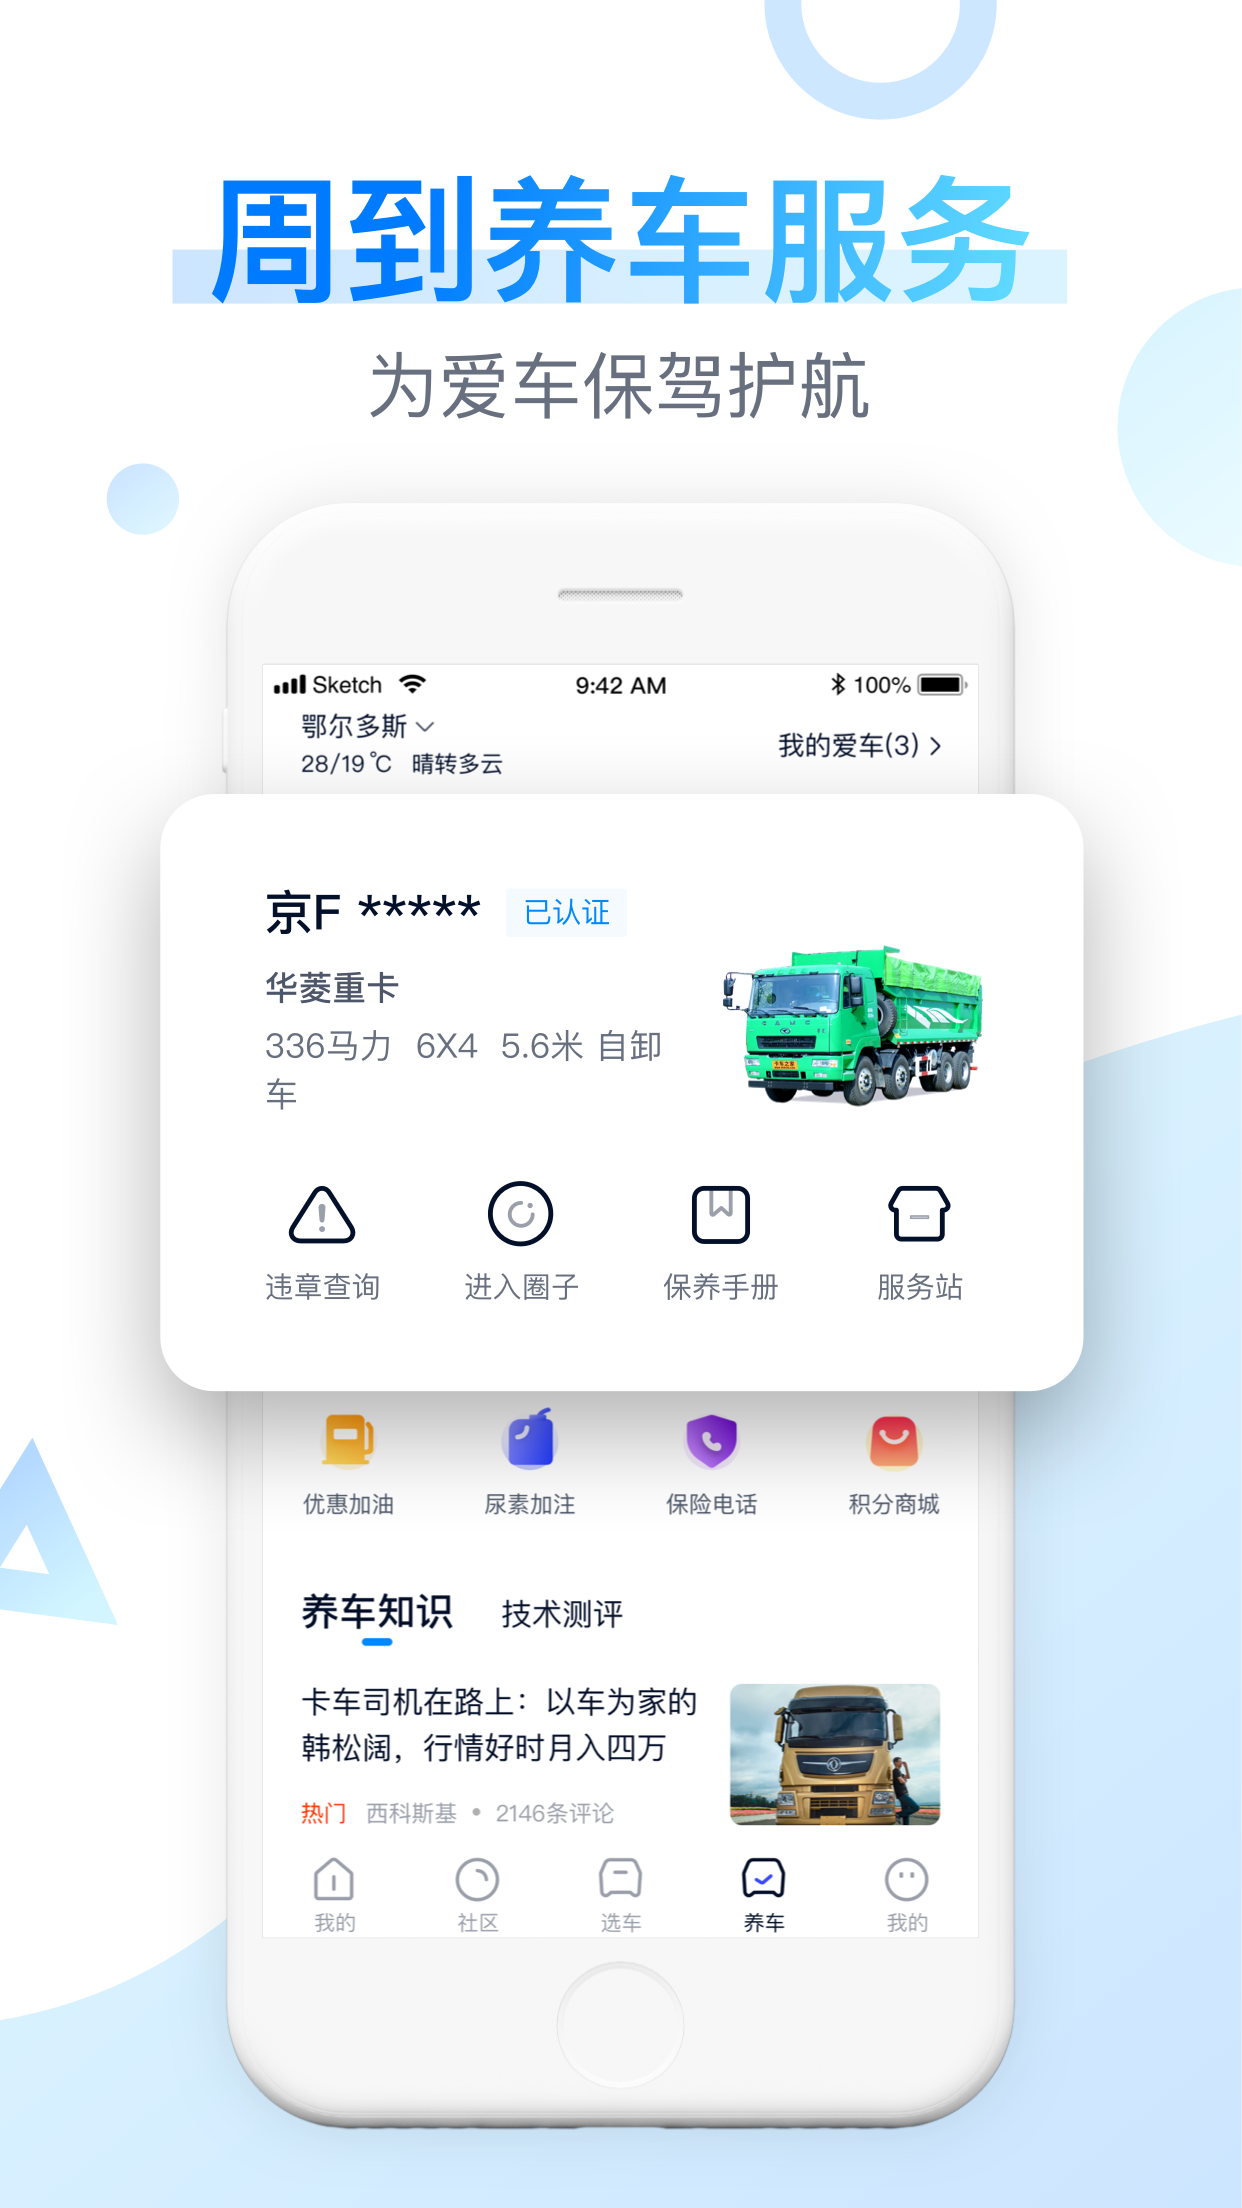 周到养车服务
为爱车保驾护航
Sketch 9:42 AM 100%
鄂尔多斯
28/19℃ 晴转多云
我的爱车(3)
京F ***** 已认证
华菱重卡
336马力 6X4 5.6米 自卸
车
违章查询 进入圈子 保养手册 服务站
优惠加油 尿素加注 保险电话 积分商城
养车知识 技术测评
卡车司机在路上：以车为家的
韩松阔，行情好时月入四万
热门 西科斯基 • 2146条评论
我的 社区 选车 养车 我的